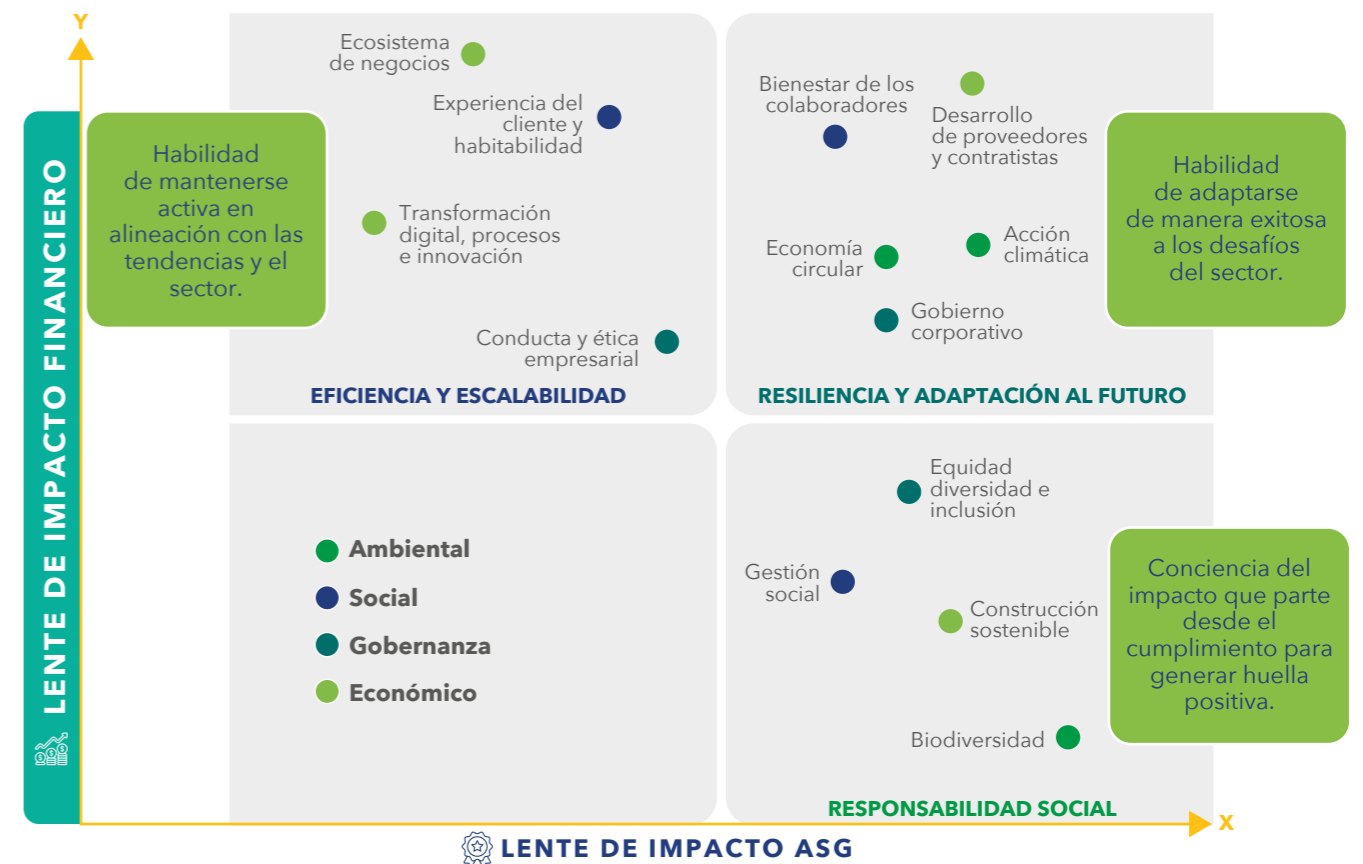 Y
LENTE DE IMPACTO FINANCIERO
Habilidad
de mantenerse
activa en
alineación con las
tendencias y el
sector.
Ecosistema
de negocios
Experiencia del
cliente y
habitabilidad
Transformación
digital, procesos
e innovación
Conducta y ética
empresarial
EFICIENCIA Y ESCALABILIDAD
Bienestar de los
colaboradores
Desarrollo
de proveedores
y contratistas
Economía
circular
Acción
climática
Gobierno
corporativo
RESILIENCIA Y ADAPTACIÓN AL FUTURO
Habilidad
de adaptarse
de manera exitosa
a los desafíos
del sector.
Ambiental
Social
Gobernanza
Económico
Equidad
diversidad e
inclusión
Gestión
social
Construcción
sostenible
Biodiversidad
RESPONSABILIDAD SOCIAL
Conciencia del
impacto que parte
desde el
cumplimiento para
generar huella
positiva.
X
LENTE DE IMPACTO ASG